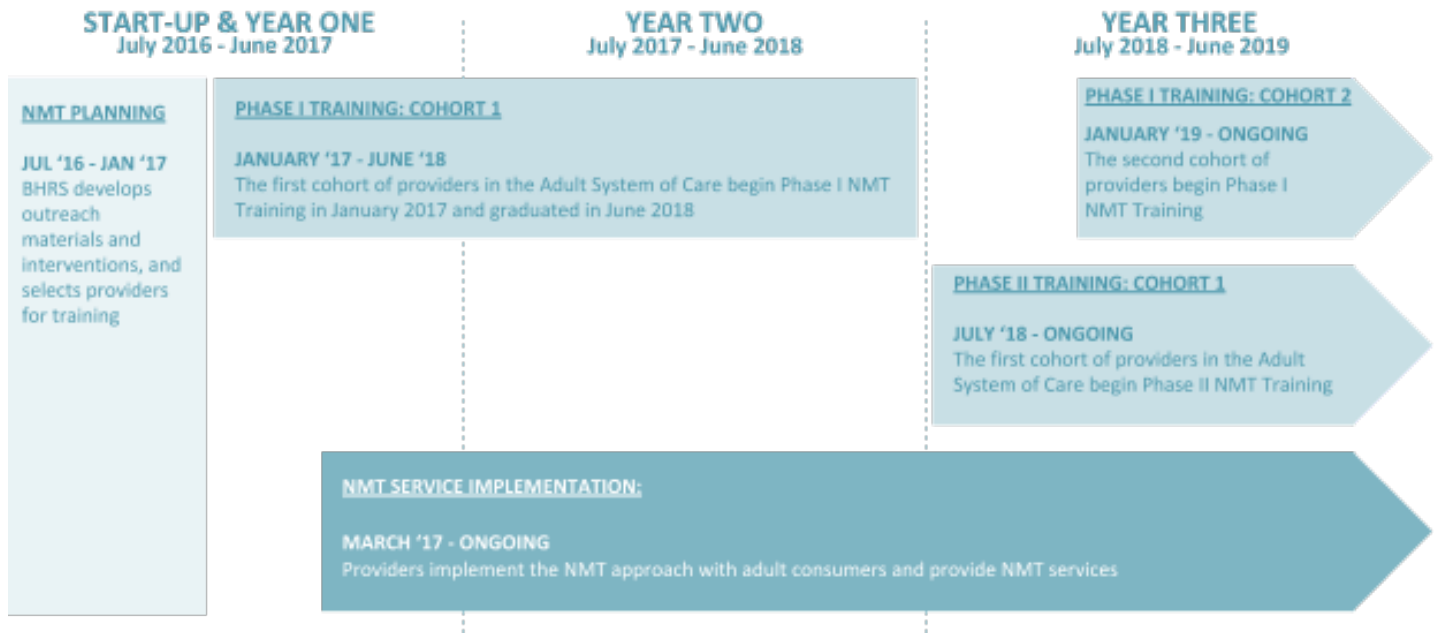 START-UP & YEAR ONE
July 2016 - June 2017
YEAR TWO
July 2017 - June 2018
YEAR THREE
July 2018 - June 2019
NMT PLANNING
JUL ‘16 - JAN ‘17
BHRS develops
outreach
materials and
interventions, and
selects providers
for training
PHASE I TRAINING: COHORT 1
JANUARY ‘17 - JUNE ‘18
The first cohort of providers in the Adult System of Care begin Phase I NMT
Training in January 2017 and graduated in June 2018
PHASE I TRAINING: COHORT 2
JANUARY ‘19 - ONGOING
The second cohort of
providers begin Phase I
NMT Training
PHASE II TRAINING: COHORT 1
JULY ‘18 - ONGOING
The first cohort of providers in the Adult
System of Care begin Phase II NMT Training
NMT SERVICE IMPLEMENTATION:
MARCH ‘17 - ONGOING
Providers implement the NMT approach with adult consumers and provide NMT services